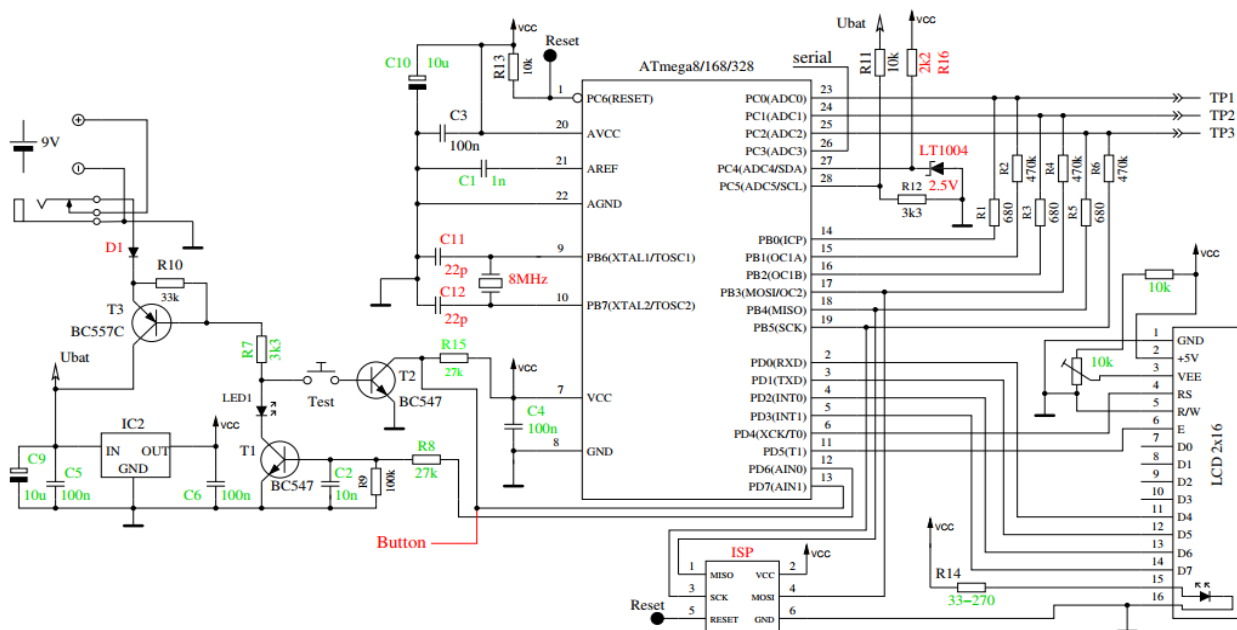 Ubat
VCC
VCC
Reset
serial
C10
10u
R13
10k
ATmega8/168/328
R11
10k
2k2
R16
1
PC6(RESET)
PC0(ADC0)
23
TP1
C3
100n
20
AVCC
PC1(ADC1)
24
TP2
PC2(ADC2)
25
TP3
9V
PC3(ADC3)
26
LT1004
C1
1n
21
AREF
PC4(ADC4/SDA)
27
2.5V
PC5(ADC5/SCL)
28
R2
470k
R4
470k
R6
470k
22
AGND
R12
3k3
R1
680
R3
680
R5
680
D1
C11
22p
9
PB6(XTAL1/TOSC1)
PB0(ICP)
14
PB1(OC1A)
15
8MHz
PB2(OC1B)
16
R10
33k
C12
22p
10
PB7(XTAL2/TOSC2)
PB3(MOSI/OC2)
17
PB4(MISO)
18
PB5(SCK)
19
VCC
10k
T3
BC557C
Ubat
R7
3k3
R15
27k
T2
BC547
Test
LED1
7
VCC
C4
100n
8
GND
PD0(RXD)
2
PD1(TXD)
3
PD2(INT0)
4
PD3(INT1)
5
PD4(XCK/T0)
6
PD5(T1)
11
PD6(AIN0)
12
PD7(AIN1)
13
10k
1
GND
2
+5V
3
VEE
4
RS
5
R/W
6
E
7
D0
8
D1
9
D2
10
D3
11
D4
12
D5
13
D6
14
D7
15
16
LCD 2x16
IC2
IN
OUT
GND
VCC
C9
10u
C5
100n
C6
100n
T1
BC547
C2
10n
R9
100k
R8
27k
Button
ISP
VCC
1
MISO
VCC
2
3
SCK
MOSI
4
Reset
5
RESET
GND
6
VCC
R14
33-270